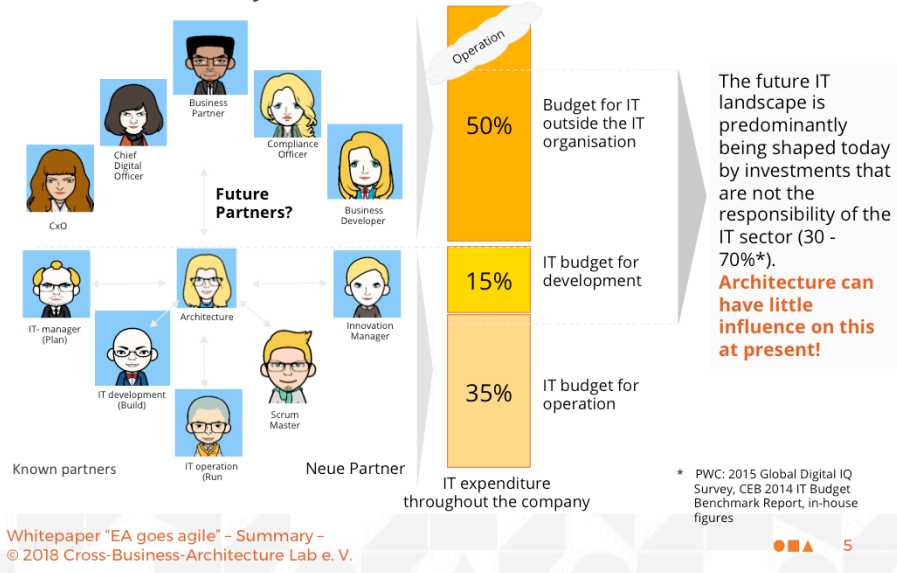 Business
Partner
Chief
Digital
Officer
Compliance
Officer
CxO
Business
Developer
Future
Partners?
IT- manager
(Plan)
Architecture
Innovation
Manager
IT development
(Build)
Scrum
Master
IT operation
(Run
Known partners
Neue Partner
Operation
50%
15%
35%
Budget for IT
outside the IT
organisation
IT budget for
development
IT budget for
operation
IT expenditure
throughout the company
The future IT
landscape is
predominantly
being shaped today
by investments that
are not the
responsibility of the
IT sector (30 -
70%*).
Architecture can
have little
influence on this
at present!
* PWC: 2015 Global Digital IQ
Survey, CEB 2014 IT Budget
Benchmark Report, in-house
figures
Whitepaper “EA goes agile” – Summary –
© 2018 Cross-Business-Architecture Lab e. V.
5